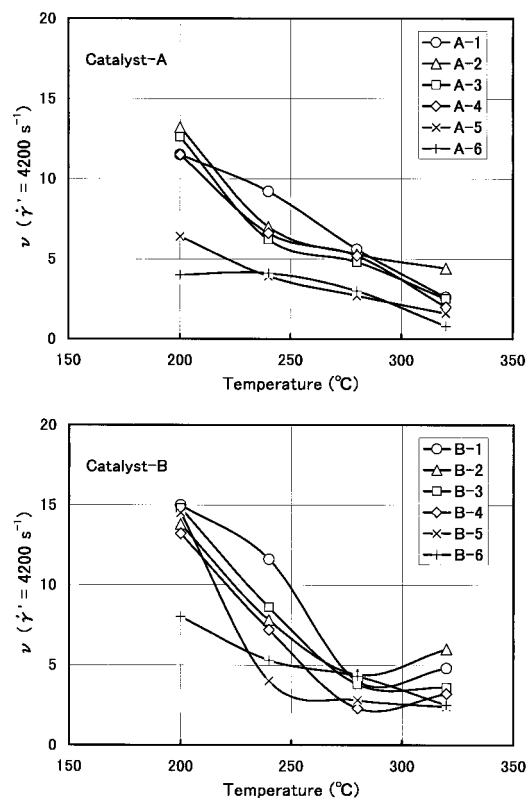 20
15
10
5
0
ν ( γ̇ ' = 4200 s⁻¹)
Catalyst-A
A-1
A-2
A-3
A-4
A-5
A-6
150
200
250
300
350
Temperature (℃)
20
15
10
5
0
ν ( γ̇ ' = 4200 s⁻¹)
Catalyst-B
B-1
B-2
B-3
B-4
B-5
B-6
150
200
250
300
350
Temperature (℃)